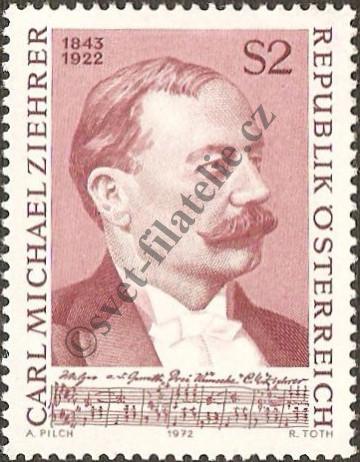 1843
1922
S2
CARL MICHAEL ZIEHRER
REPUBLIK ÖSTERREICH
© svet-filatelie.cz
A. PILCH
1972
R. TOTH